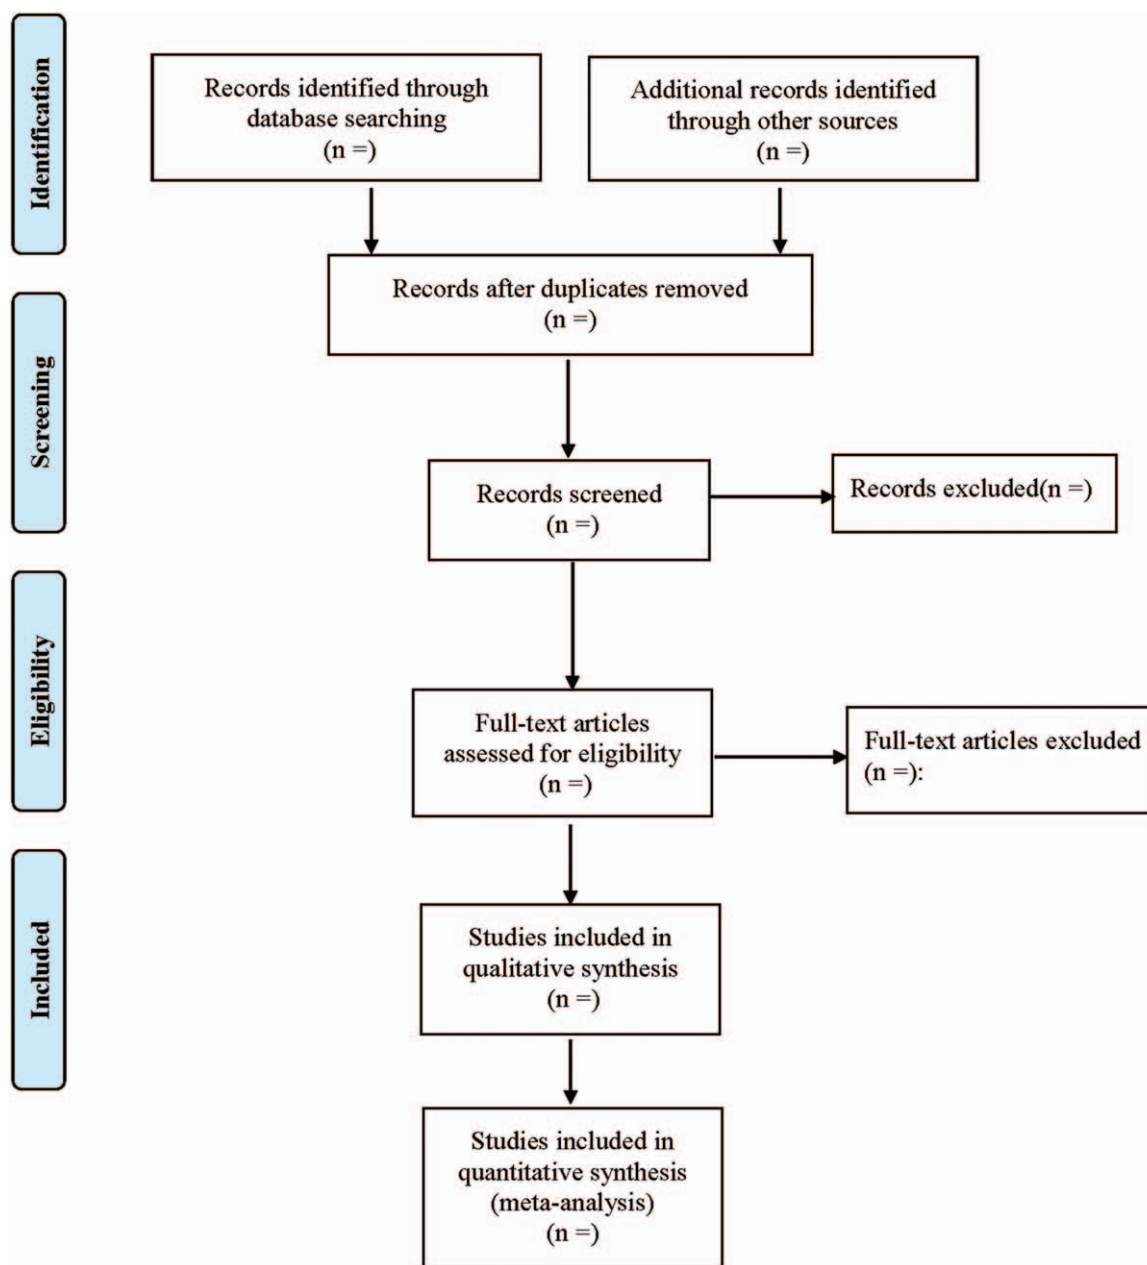 Identification
Records identified through
database searching
(n =)
Additional records identified
through other sources
(n =)
Records after duplicates removed
(n =)
Screening
Records screened
(n =)
Records excluded(n =)
Eligibility
Full-text articles
assessed for eligibility
(n =)
Full-text articles excluded
(n =):
Included
Studies included in
qualitative synthesis
(n =)
Studies included in
quantitative synthesis
(meta-analysis)
(n =)